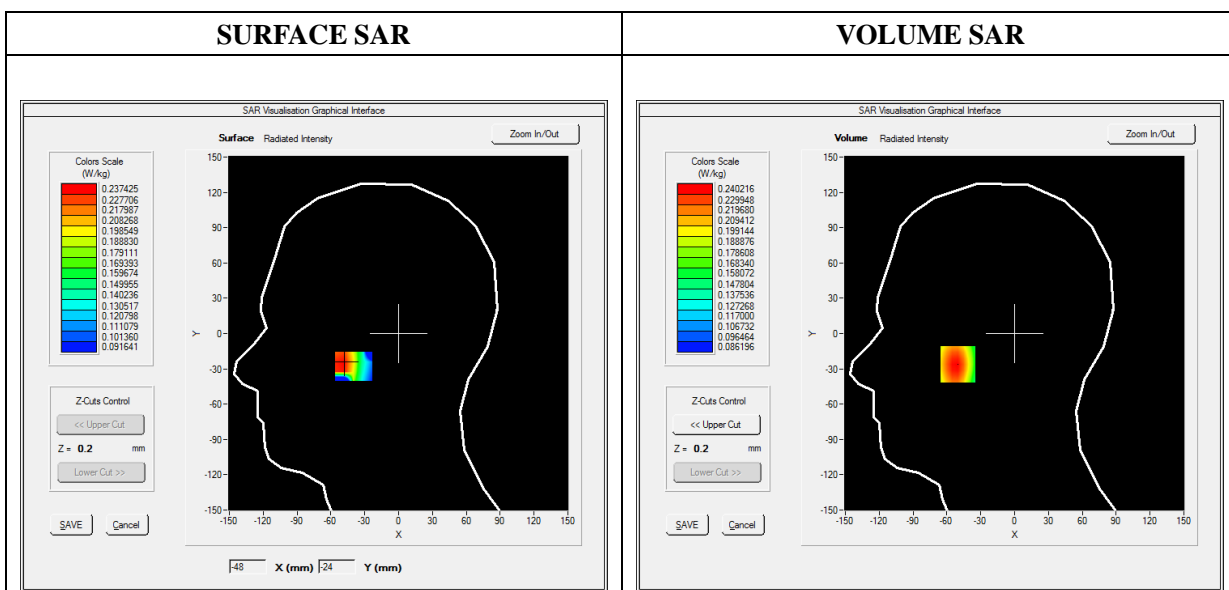 SURFACE SAR
VOLUME SAR
SAR Visualisation Graphical Interface
Surface Radiated Intensity
Zoom In/Out
Colors Scale
(W/kg)
0.237425
0.227706
0.217987
0.208268
0.198549
0.188830
0.179111
0.169393
0.159674
0.149955
0.140236
0.130517
0.120798
0.111079
0.101360
0.091641
Z-Cuts Control
<< Upper Cut
Z = 0.2 mm
Lower Cut >>
SAVE Cancel
150
120
90
60
30
0
-30
-60
-90
-120
-150
Y
-150 -120 -90 -60 -30 0 30 60 90 120 150
X
-48 X (mm) -24 Y (mm)
SAR Visualisation Graphical Interface
Volume Radiated Intensity
Zoom In/Out
Colors Scale
(W/kg)
0.240216
0.229948
0.219680
0.209412
0.199144
0.188876
0.178608
0.168340
0.158072
0.147804
0.137536
0.127268
0.117000
0.106732
0.096464
0.086196
Z-Cuts Control
<< Upper Cut
Z = 0.2 mm
Lower Cut >>
SAVE Cancel
150
120
90
60
30
0
-30
-60
-90
-120
-150
Y
-150 -120 -90 -60 -30 0 30 60 90 120 150
X